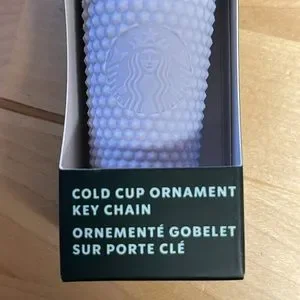 COLD CUP ORNAMENT
KEY CHAIN
ORNEMENTÉ GOBELET
SUR PORTE CLÉ